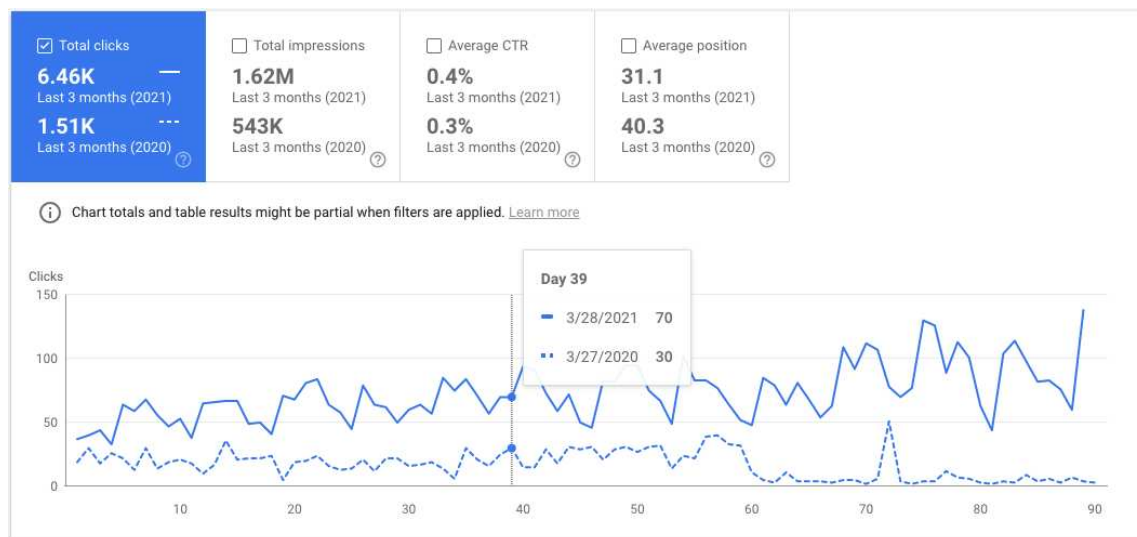 Total clicks
6.46K
Last 3 months (2021)
1.51K
Last 3 months (2020)
Total impressions
1.62M
Last 3 months (2021)
543K
Last 3 months (2020)
Average CTR
0.4%
Last 3 months (2021)
0.3%
Last 3 months (2020)
Average position
31.1
Last 3 months (2021)
40.3
Last 3 months (2020)
Chart totals and table results might be partial when filters are applied. Learn more
Clicks
150
100
50
0
Day 39
3/28/2021 70
3/27/2020 30
10 20 30 40 50 60 70 80 90